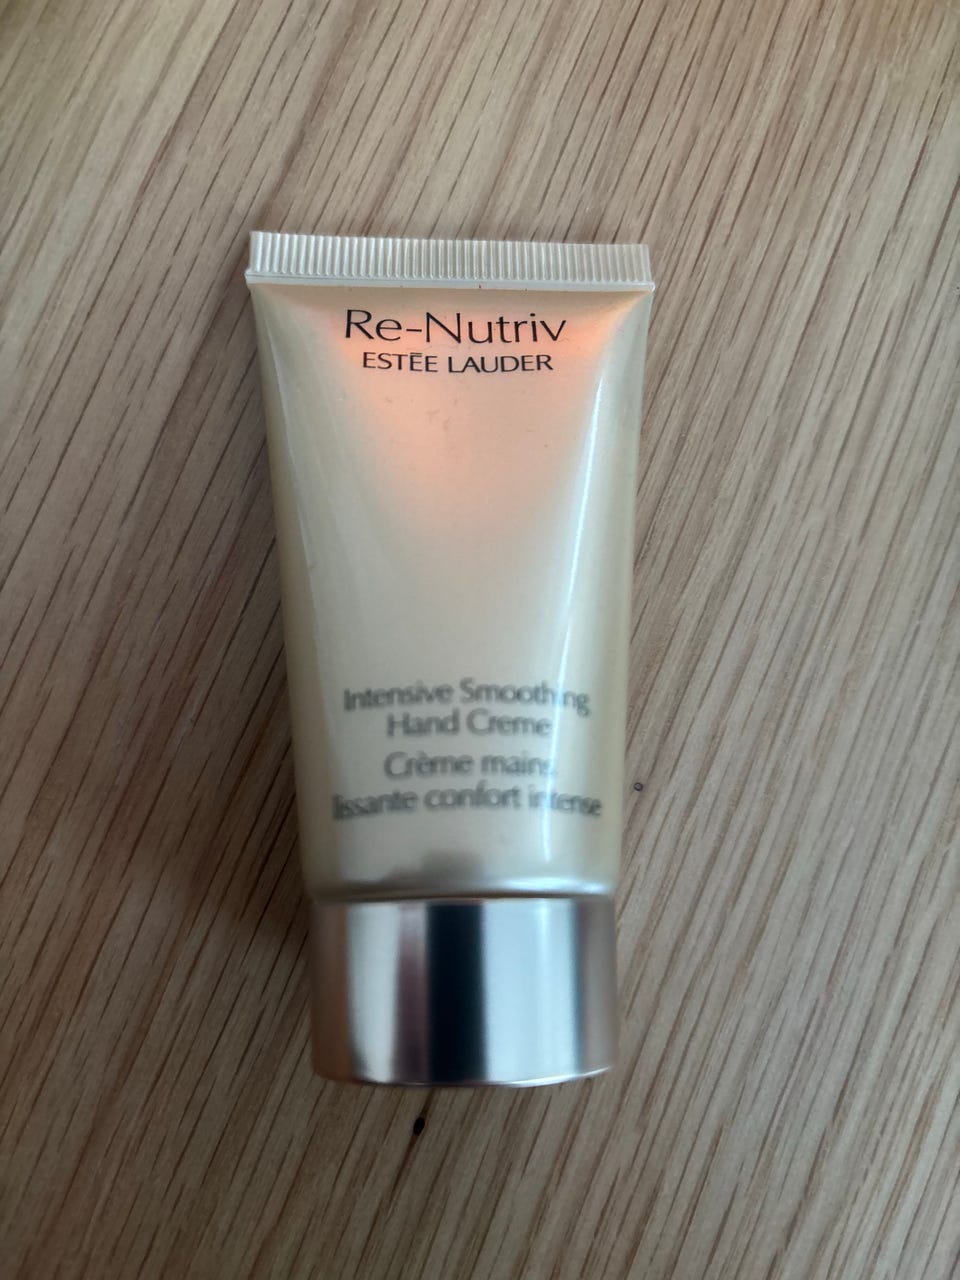 Re-Nutriv
ESTĒE LAUDER
Intensive Smoothing
Hand Creme
Crème mains
lissante confort intense